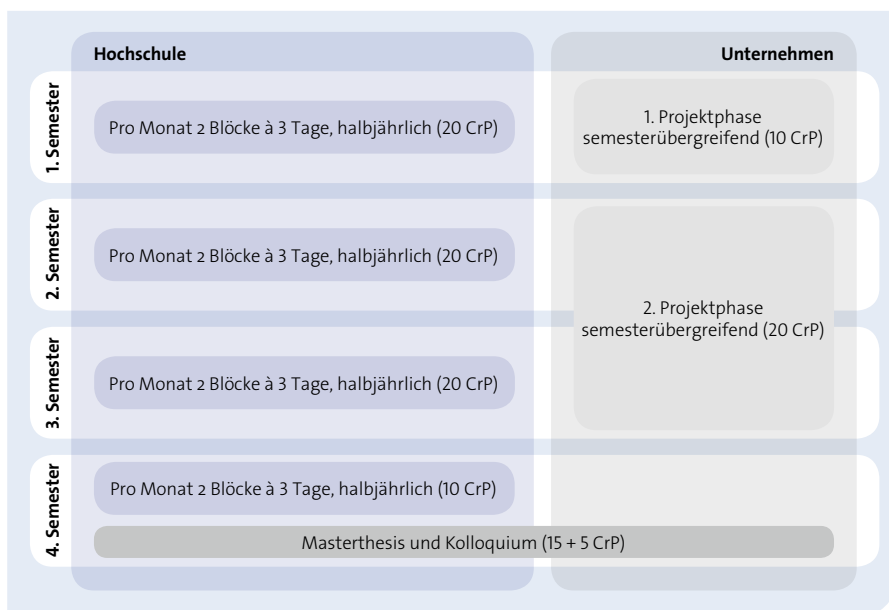 Hochschule
Unternehmen
1. Semester
Pro Monat 2 Blöcke à 3 Tage, halbjährlich (20 CrP)
1. Projektphase
semesterübergreifend (10 CrP)
2. Semester
Pro Monat 2 Blöcke à 3 Tage, halbjährlich (20 CrP)
2. Projektphase
semesterübergreifend (20 CrP)
3. Semester
Pro Monat 2 Blöcke à 3 Tage, halbjährlich (20 CrP)
4. Semester
Pro Monat 2 Blöcke à 3 Tage, halbjährlich (10 CrP)
Masterthesis und Kolloquium (15 + 5 CrP)